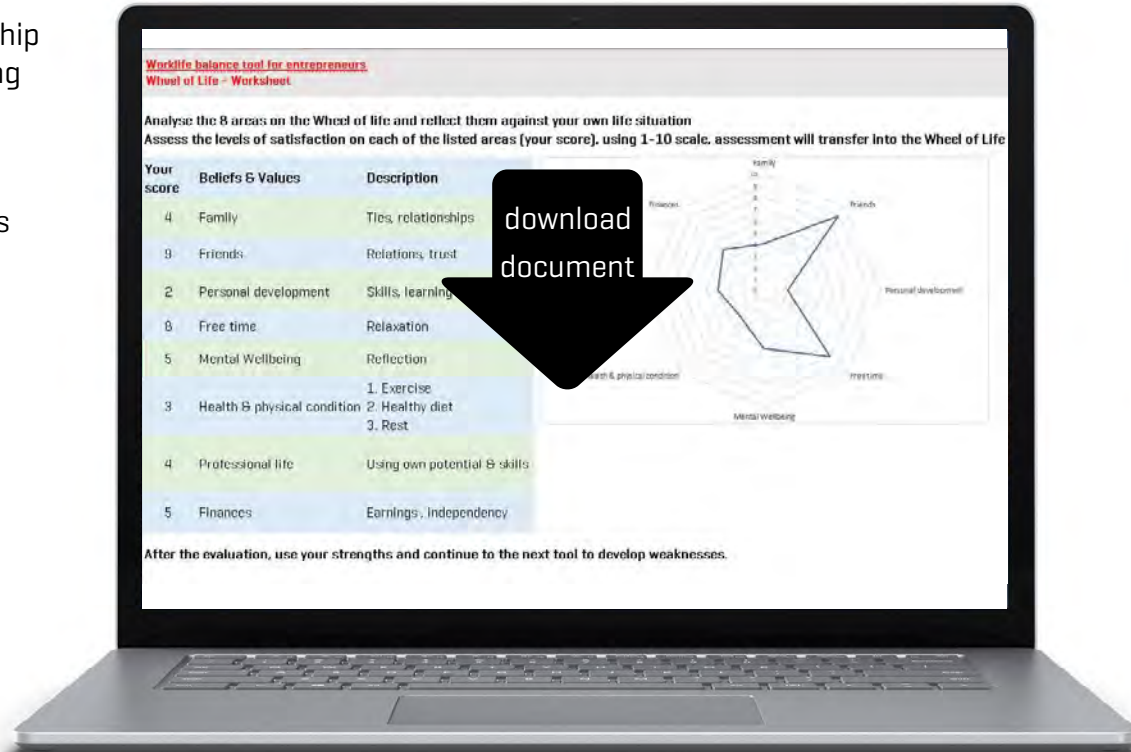 hip
g
s
Worklife balance tool for entrepreneurs
Wheel of Life - Worksheet
Analyse the 8 areas on the Wheel of life and reflect them against your own life situation
Assess the levels of satisfaction on each of the listed areas (your score), using 1-10 scale, assessment will transfer into the Wheel of Life
Your score Beliefs & Values Description
4 Family Ties, relationships
9 Friends Relations, trust
2 Personal development Skills, learning
8 Free time Relaxation
5 Mental Wellbeing Reflection
3 Health & physical condition 1. Exercise
2. Healthy diet
3. Rest
4 Professional life Using own potential & skills
5 Finances Earnings, independency
After the evaluation, use your strengths and continue to the next tool to develop weaknesses.
download
document
Family
Friends
Personal development
Free time
Mental Wellbeing
Health & physical condition
Finances